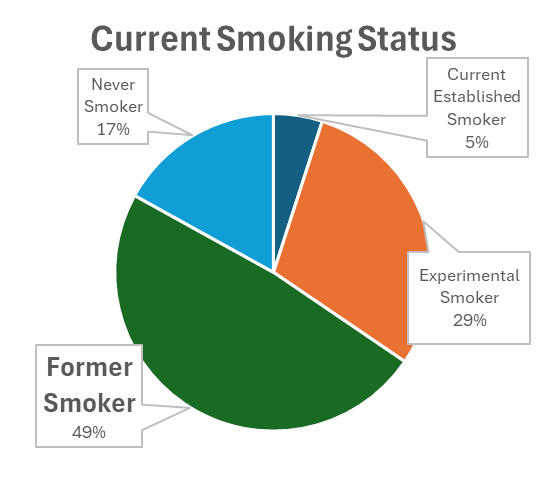 Current Smoking Status
Never
Smoker
17%
Current
Established
Smoker
5%
Experimental
Smoker
29%
Former
Smoker
49%